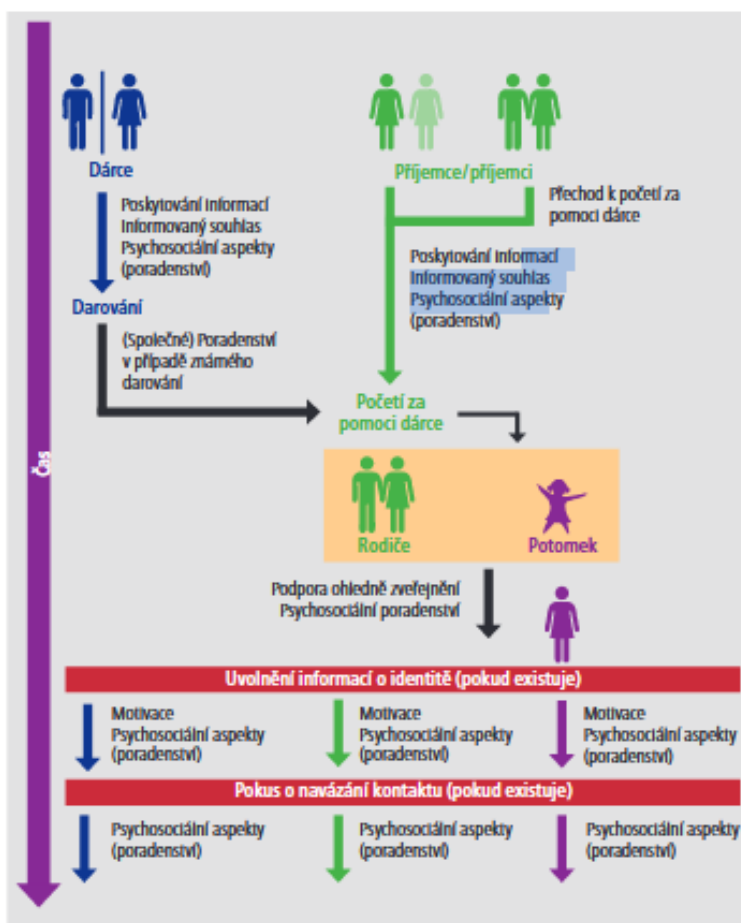 Čas
Dárce
Poskytování informací
Informovaný souhlas
Psychosociální aspekty
(poradenství)
Darování
(Společné) Poradenství
v případě známého
darování
Příjemce/příjemci
Přechod k početí za
pomoci dárce
Poskytování informací
Informovaný souhlas
Psychosociální aspekty
(poradenství)
Početí za
pomoci dárce
Rodiče
Potomek
Podpora ohledně zveřejnění
Psychosociální poradenství
Uvolnění informací o identitě (pokud existuje)
Motivace
Psychosociální aspekty
(poradenství)
Motivace
Psychosociální aspekty
(poradenství)
Motivace
Psychosociální aspekty
(poradenství)
Pokus o navázání kontaktu (pokud existuje)
Psychosociální aspekty
(poradenství)
Psychosociální aspekty
(poradenství)
Psychosociální aspekty
(poradenství)